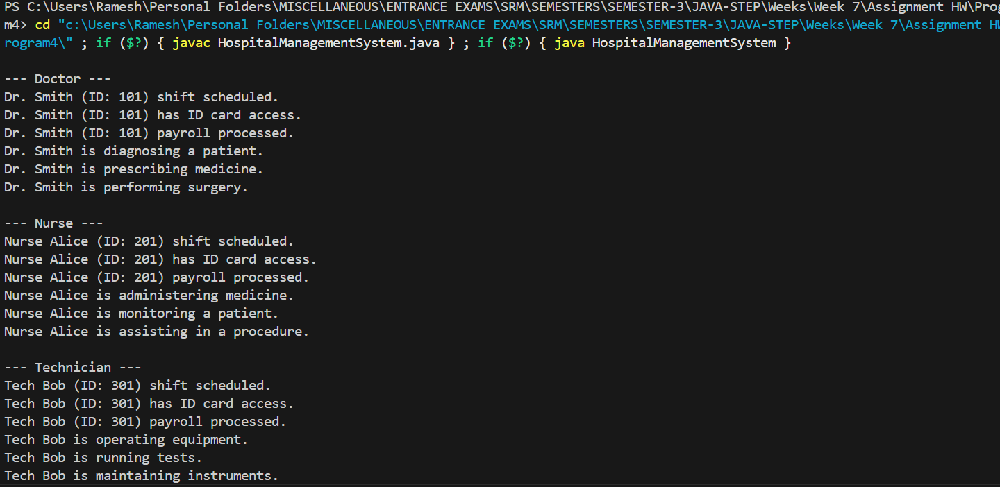 PS C:\Users\Ramesh\Personal Folders\MISCELLANEOUS\ENTRANCE EXAMS\SRM\SEMESTERS\SEMESTER-3\JAVA-STEP\Weeks\Week 7\Assignment HW\Prog
m4> cd "c:\Users\Ramesh\Personal Folders\MISCELLANEOUS\ENTRANCE EXAMS\SRM\SEMESTERS\SEMESTER-3\JAVA-STEP\Weeks\Week 7\Assignment HW
rogram4\" ; if ($?) { javac HospitalManagementSystem.java } ; if ($?) { java HospitalManagementSystem }
--- Doctor ---
Dr. Smith (ID: 101) shift scheduled.
Dr. Smith (ID: 101) has ID card access.
Dr. Smith (ID: 101) payroll processed.
Dr. Smith is diagnosing a patient.
Dr. Smith is prescribing medicine.
Dr. Smith is performing surgery.
--- Nurse ---
Nurse Alice (ID: 201) shift scheduled.
Nurse Alice (ID: 201) has ID card access.
Nurse Alice (ID: 201) payroll processed.
Nurse Alice is administering medicine.
Nurse Alice is monitoring a patient.
Nurse Alice is assisting in a procedure.
--- Technician ---
Tech Bob (ID: 301) shift scheduled.
Tech Bob (ID: 301) has ID card access.
Tech Bob (ID: 301) payroll processed.
Tech Bob is operating equipment.
Tech Bob is running tests.
Tech Bob is maintaining instruments.